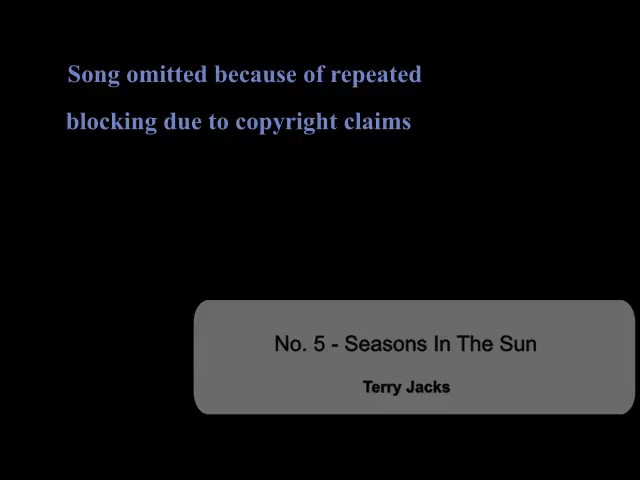 Song omitted because of repeated
blocking due to copyright claims
No. 5 - Seasons In The Sun
Terry Jacks